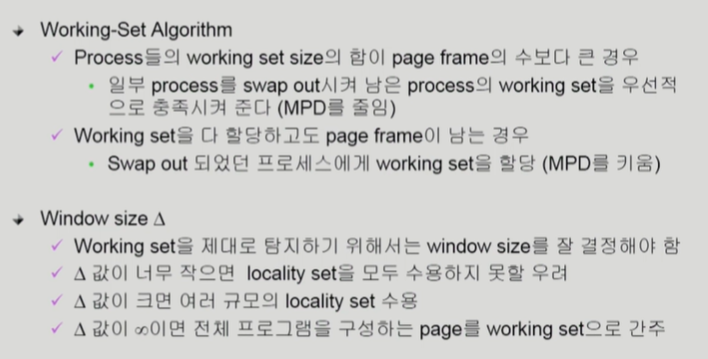 Working-Set Algorithm
✓ Process들의 working set size의 합이 page frame의 수보다 큰 경우
• 일부 process를 swap out시켜 남은 process의 working set을 우선적
으로 충족시켜 준다 (MPD를 줄임)
✓ Working set을 다 할당하고도 page frame이 남는 경우
• Swap out 되었던 프로세스에게 working set을 할당 (MPD를 키움)
Window size Δ
✓ Working set을 제대로 탐지하기 위해서는 window size를 잘 결정해야 함
✓ Δ 값이 너무 작으면 locality set을 모두 수용하지 못할 우려
✓ Δ 값이 크면 여러 규모의 locality set 수용
✓ Δ 값이 ∞이면 전체 프로그램을 구성하는 page를 working set으로 간주